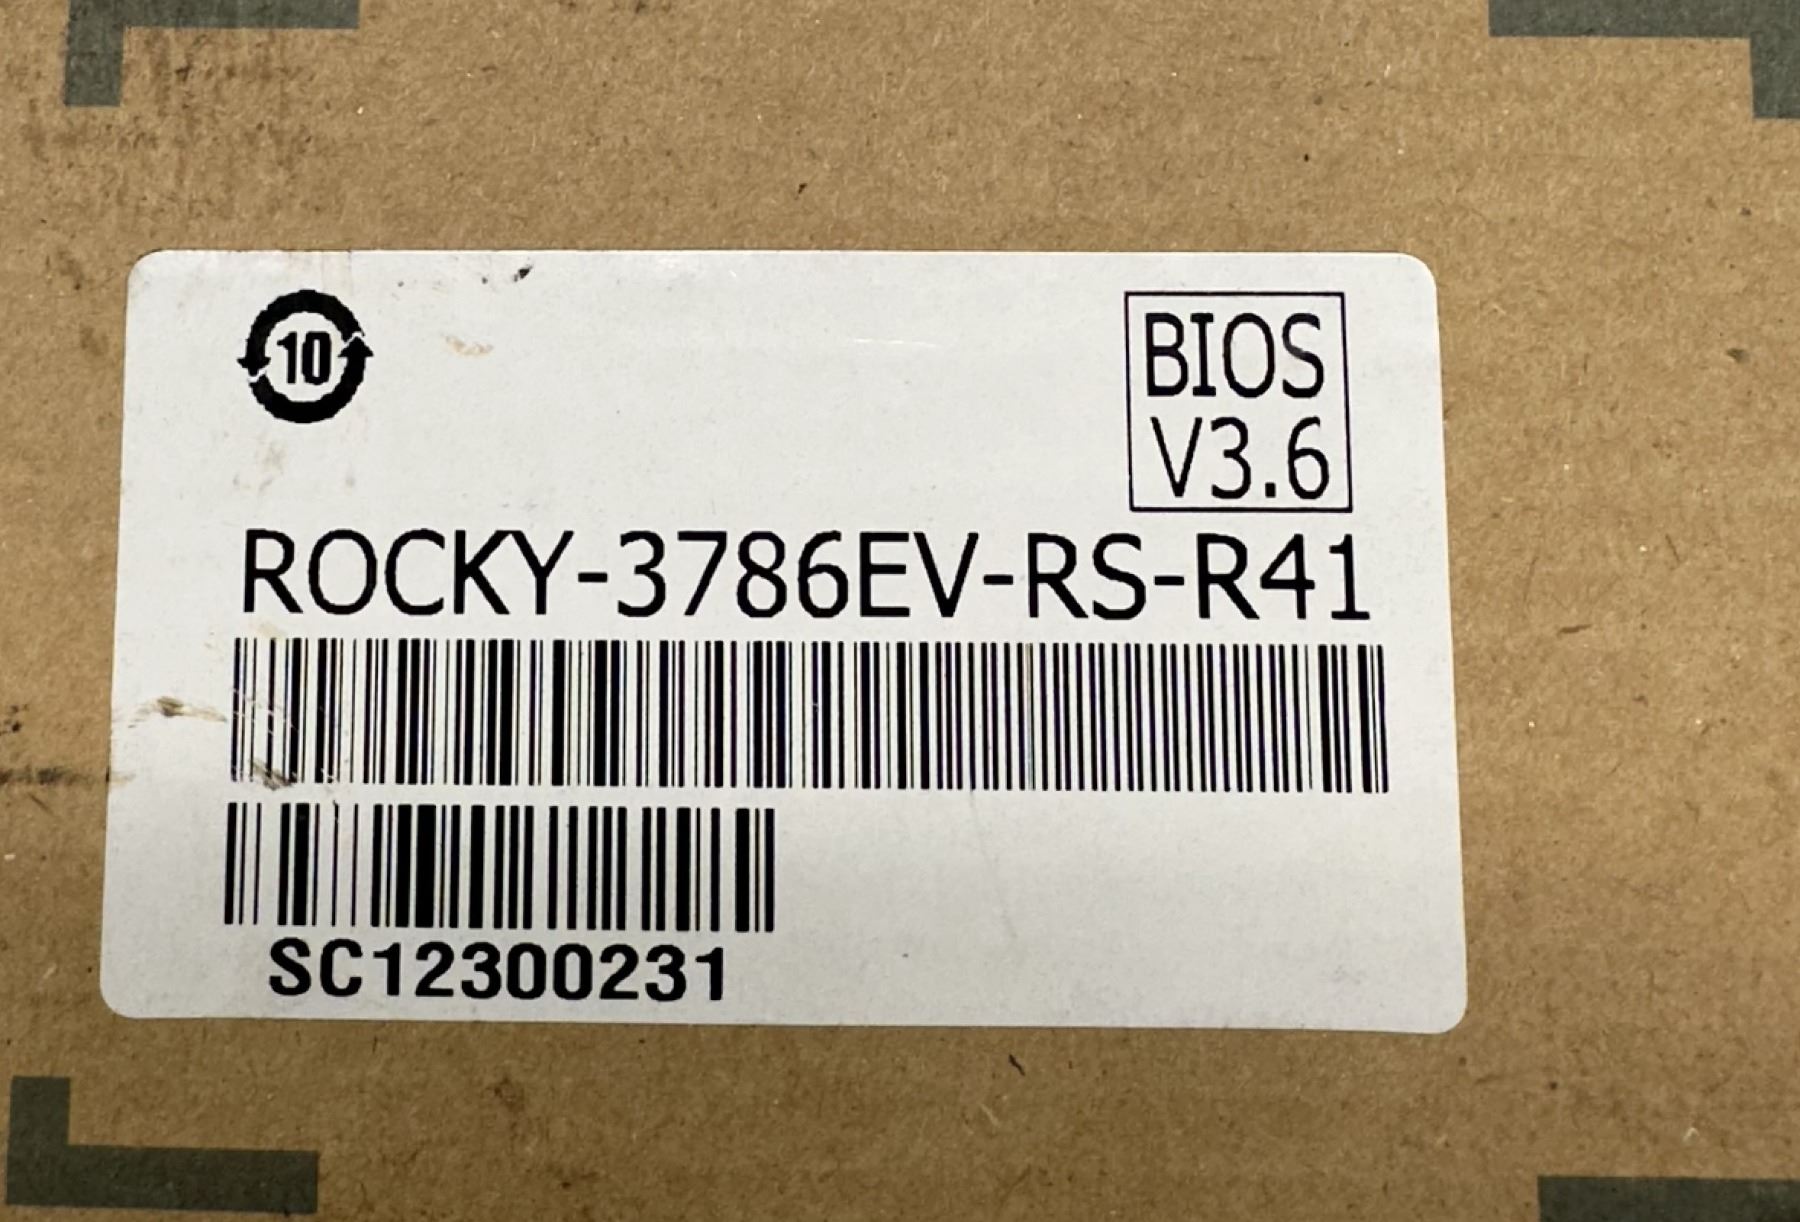 10
BIOS
V3.6
ROCKY-3786EV-RS-R41
SC12300231